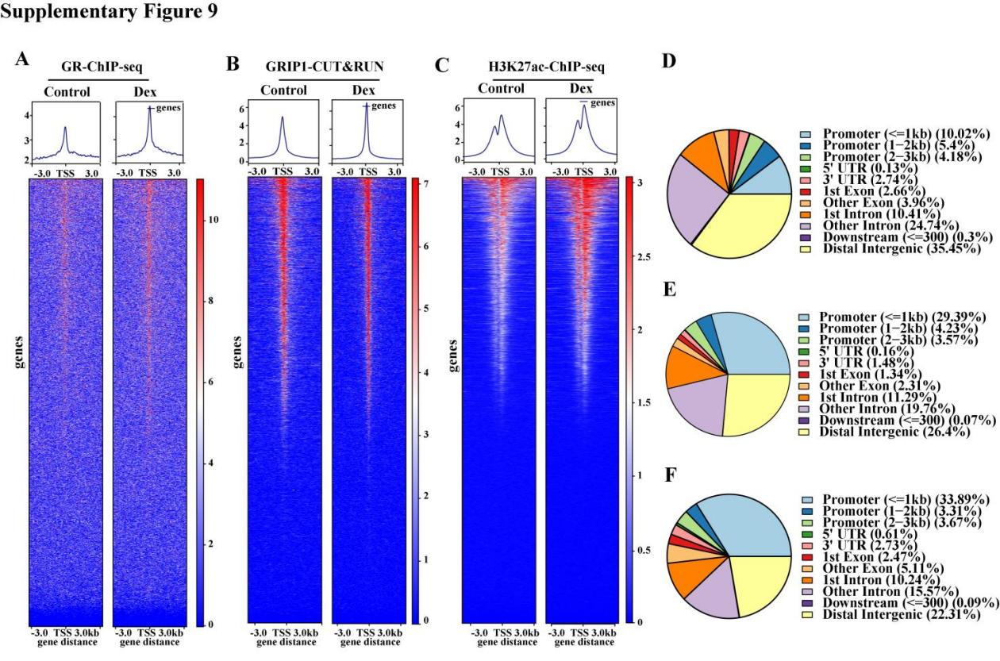 Supplementary Figure 9
A
GR-ChIP-seq
Control Dex
genes
4
3
2
-3.0 TSS 3.0 -3.0 TSS 3.0
genes
10
8
6
4
2
0
-3.0 TSS 3.0kb -3.0 TSS 3.0kb
gene distance gene distance
B
GRIP1-CUT&RUN
Control Dex
genes
6
4
2
0
-3.0 TSS 3.0 -3.0 TSS 3.0
genes
7
6
5
4
3
2
1
0
-3.0 TSS 3.0kb -3.0 TSS 3.0kb
gene distance gene distance
C
H3K27ac-ChIP-seq
Control Dex
genes
6
4
2
0
-3.0 TSS 3.0 -3.0 TSS 3.0
genes
3
2.5
2
1.5
1
0.5
0
-3.0 TSS 3.0kb -3.0 TSS 3.0kb
gene distance gene distance
D
Promoter (<=1kb) (10.02%)
Promoter (1−2kb) (5.4%)
Promoter (2−3kb) (4.18%)
5' UTR (0.13%)
3' UTR (2.74%)
1st Exon (2.66%)
Other Exon (3.96%)
1st Intron (10.41%)
Other Intron (24.74%)
Downstream (<=300) (0.3%)
Distal Intergenic (35.45%)
E
Promoter (<=1kb) (29.39%)
Promoter (1−2kb) (4.23%)
Promoter (2−3kb) (3.57%)
5' UTR (0.16%)
3' UTR (1.48%)
1st Exon (1.34%)
Other Exon (2.31%)
1st Intron (11.29%)
Other Intron (19.76%)
Downstream (<=300) (0.07%)
Distal Intergenic (26.4%)
F
Promoter (<=1kb) (33.89%)
Promoter (1−2kb) (3.31%)
Promoter (2−3kb) (3.67%)
5' UTR (0.61%)
3' UTR (2.73%)
1st Exon (2.47%)
Other Exon (5.11%)
1st Intron (10.24%)
Other Intron (15.57%)
Downstream (<=300) (0.09%)
Distal Intergenic (22.31%)